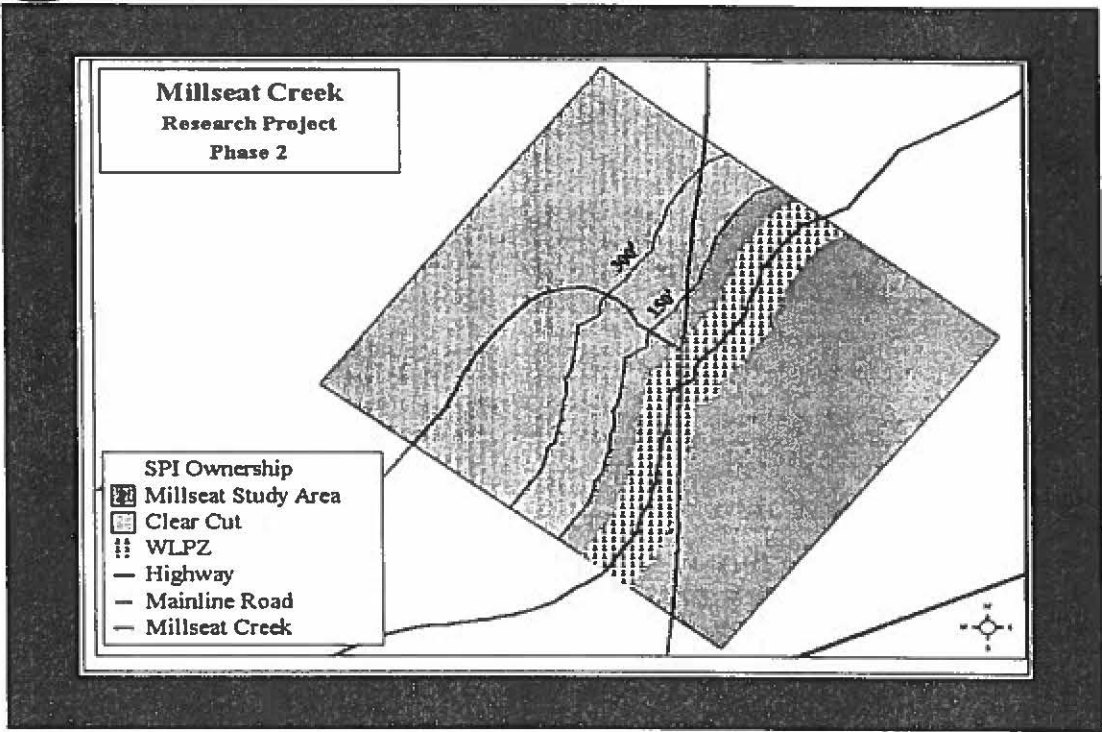 Millseat Creek
Research Project
Phase 2
300'
150'
SPI Ownership
Millseat Study Area
Clear Cut
WLPZ
Highway
Mainline Road
Millseat Creek